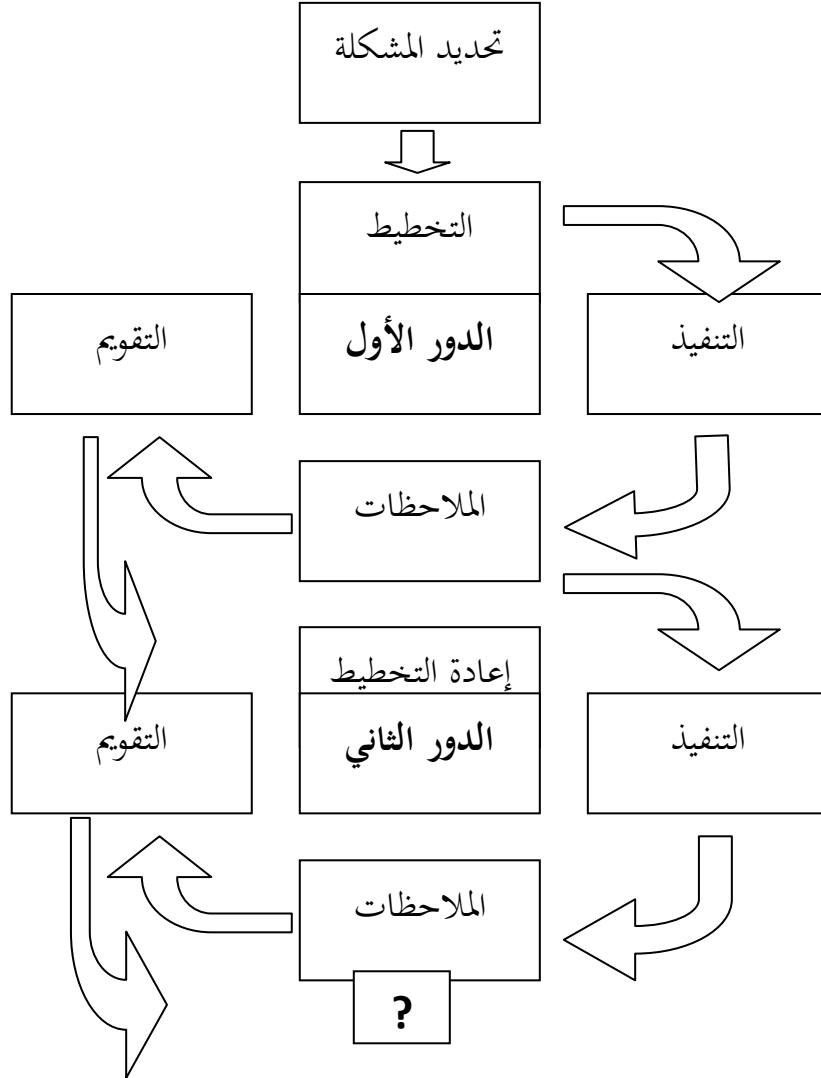 تحديد المشكلة
التخطيط
التنفيذ
الدور الأول
التقويم
الملاحظات
إعادة التخطيط
التنفيذ
الدور الثاني
التقويم
الملاحظات
?